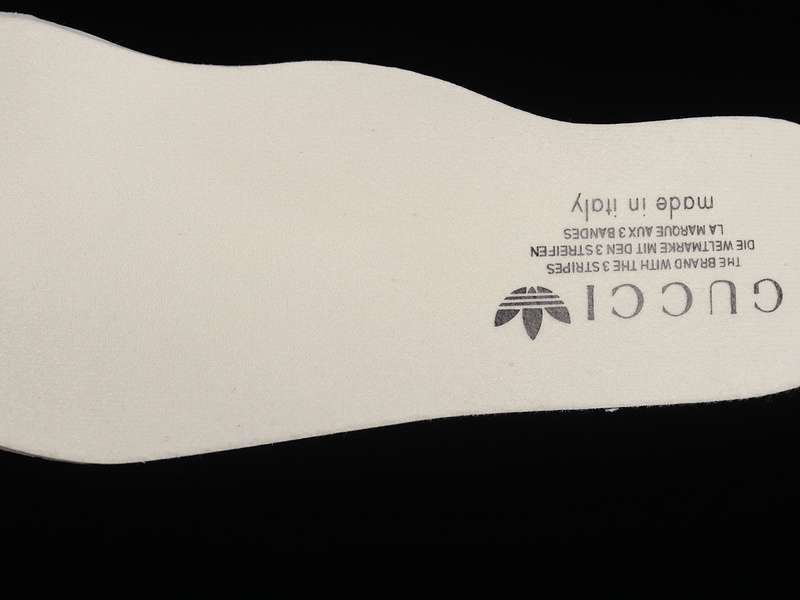 GUCCI
THE BRAND WITH THE 3 STRIPES
DIE WELTMARKE MIT DEN 3 STREIFEN
LA MARQUE AUX 3 BANDES
made in italy